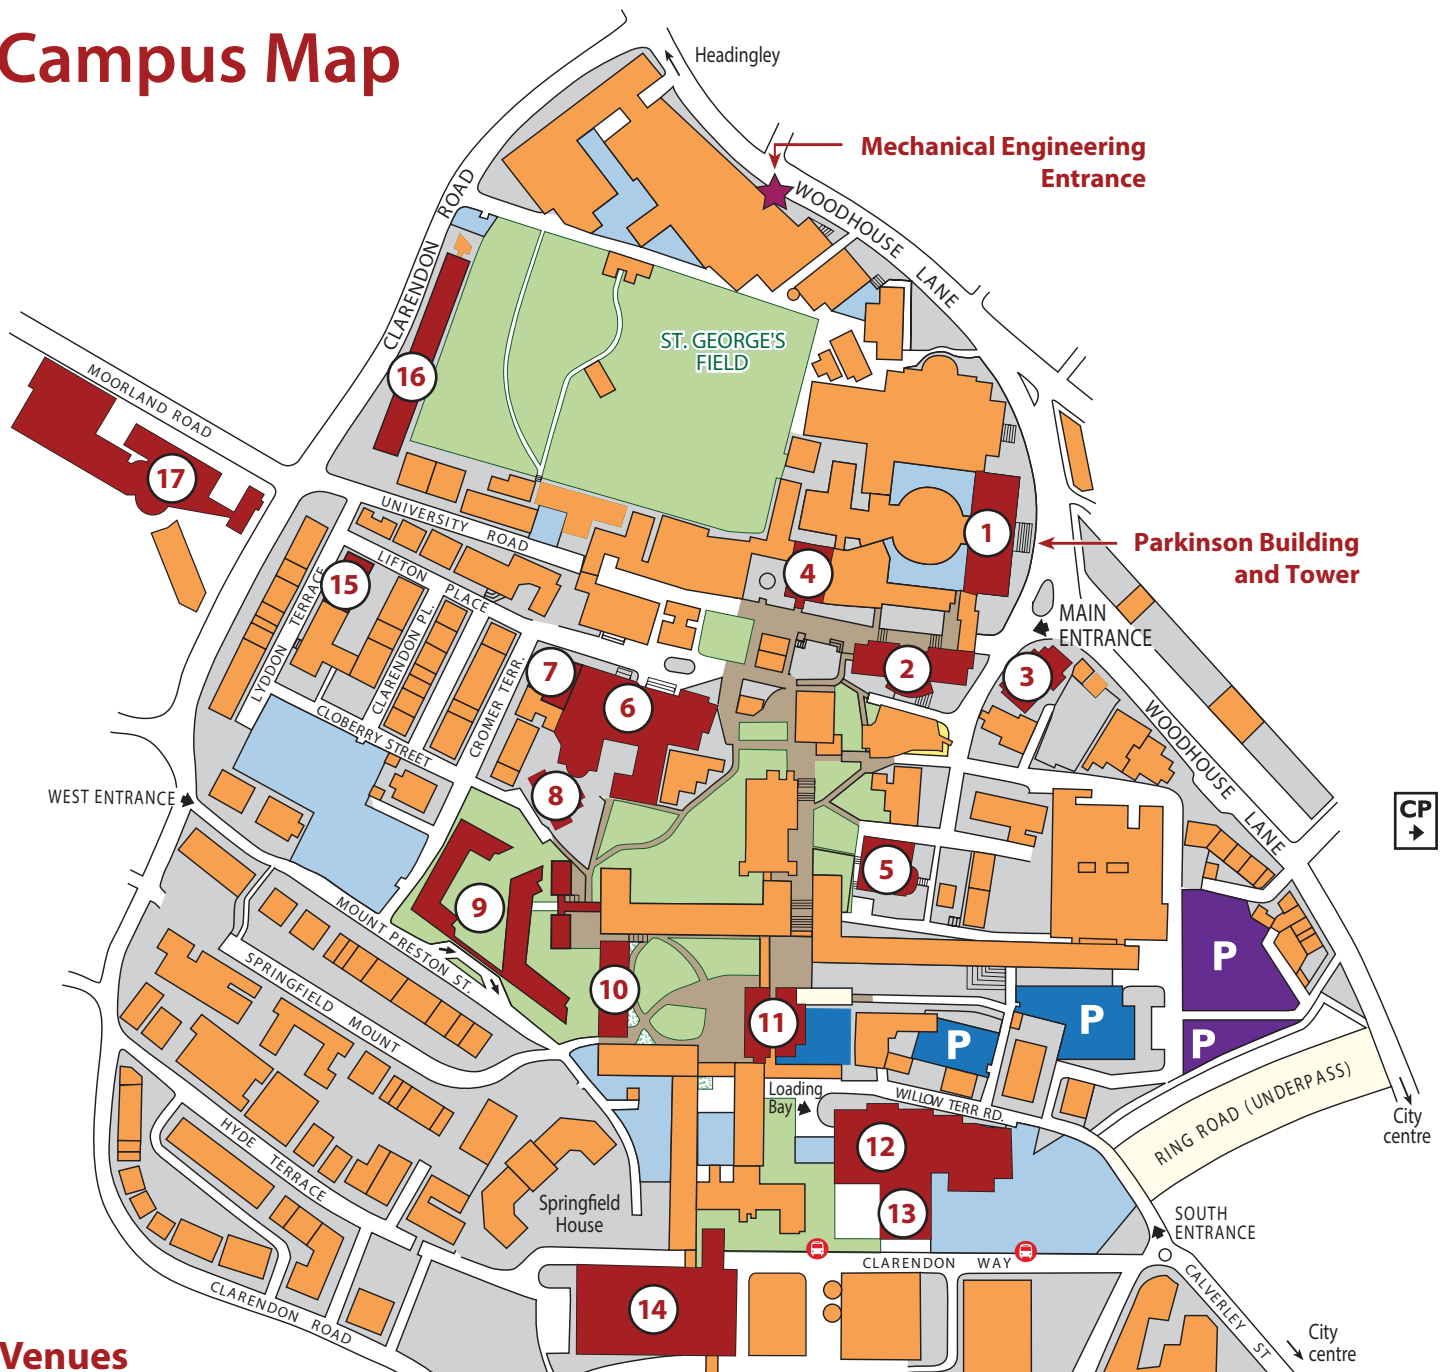 Campus Map
Headingley
Mechanical Engineering
Entrance
WOODHOUSE LANE
CLARENDON ROAD
ST. GEORGE'S
FIELD
16
MOORLAND ROAD
17
UNIVERSITY ROAD
1
Parkinson Building
and Tower
4
LIFTON PLACE
15
LYDDON TERRACE
CLARENDON PL.
MAIN
ENTRANCE
2
3
7
6
CROMER TERR.
CLOBERRY STREET
WOODHOUSE LANE
WEST ENTRANCE
8
CP
5
9
MOUNT PRESTON ST.
P
SPRINGFIELD MOUNT
10
11
P
P
P
Loading
Bay
WILLOW TERR RD.
RING ROAD (UNDERPASS)
City
centre
HYDE TERRACE
12
Springfield
House
13
SOUTH
ENTRANCE
CLARENDON WAY
CALVERLEY ST
14
CLARENDON ROAD
City
centre
Venues